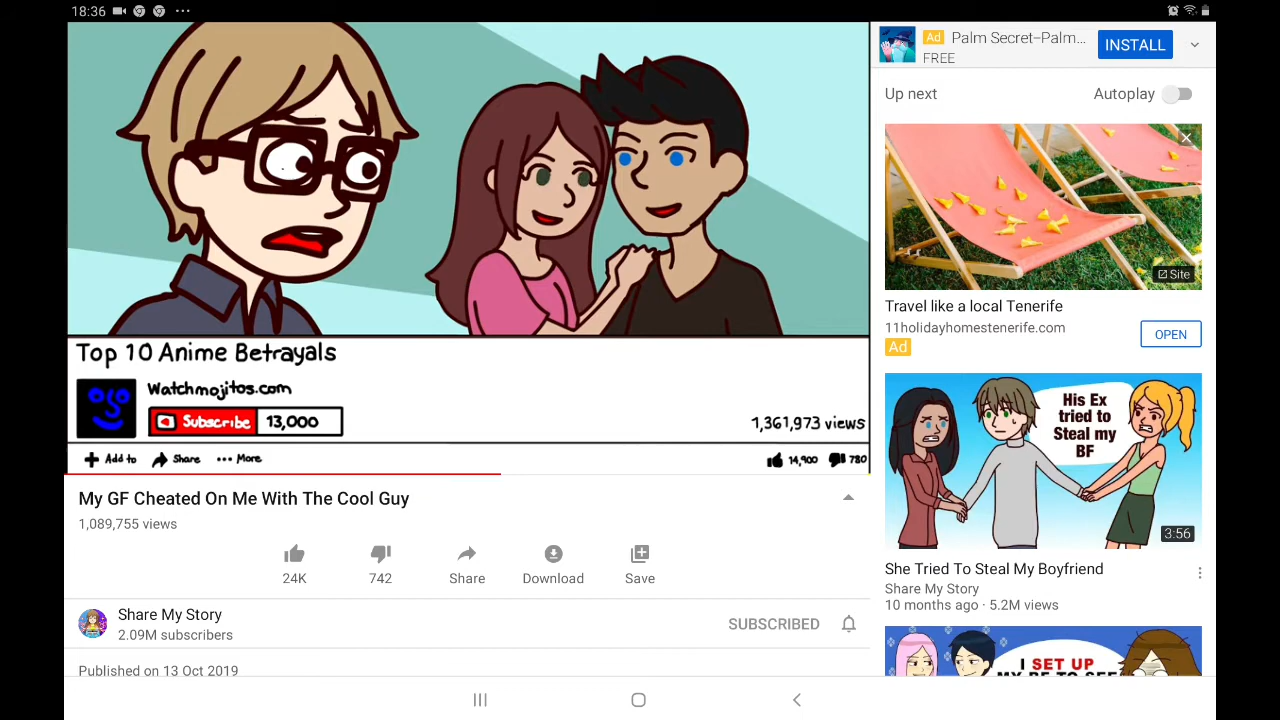 18:36
Top 10 Anime Betrayals
Watchmojitos.com
Subscribe 13,000
1,361,973 views
Add to Share More
14,900 780
My GF Cheated On Me With The Cool Guy
1,089,755 views
24K 742 Share Download Save
Share My Story
2.09M subscribers
SUBSCRIBED
Published on 13 Oct 2019
Ad Palm Secret–Palm...
FREE
INSTALL
Up next Autoplay
Site
Travel like a local Tenerife
11holidayhomestenerife.com
Ad
OPEN
His Ex
tried to
Steal my
BF
3:56
She Tried To Steal My Boyfriend
Share My Story
10 months ago · 5.2M views
I SET UP
MY BF TO SEE